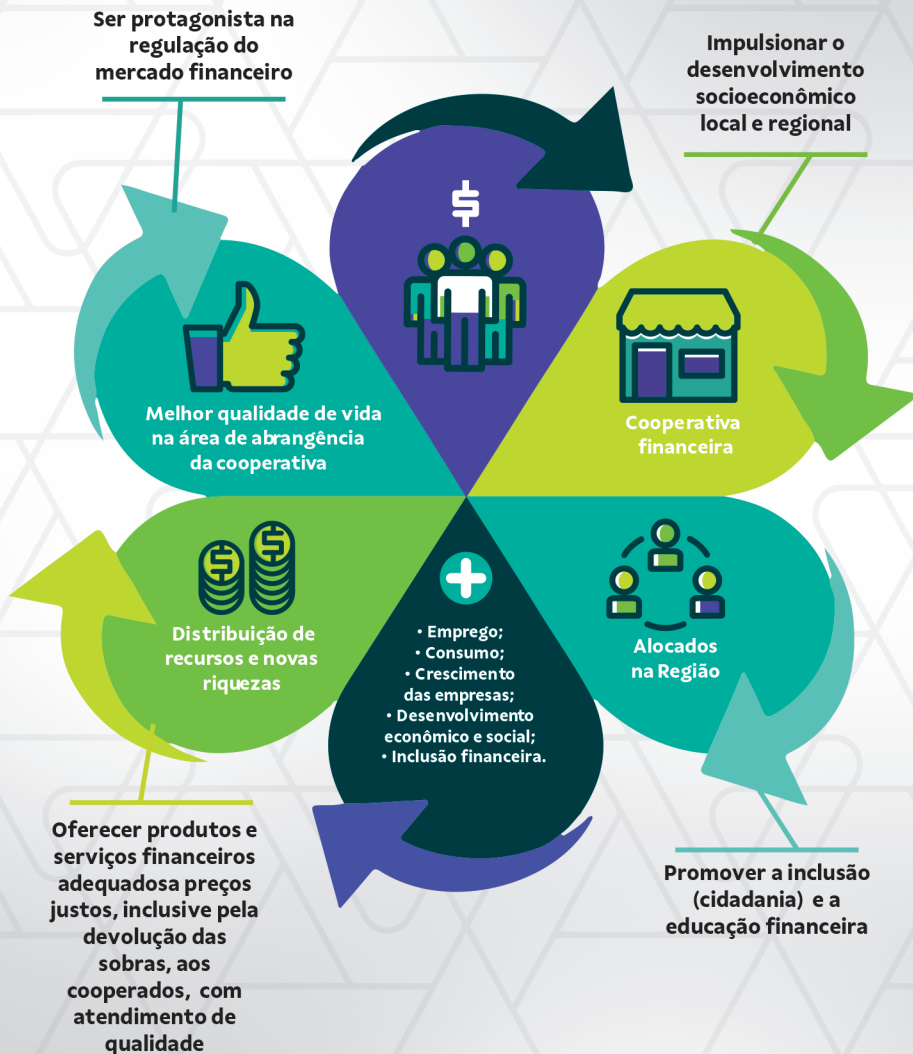 Ser protagonista na
regulação do
mercado financeiro
Impulsionar o
desenvolvimento
socioeconômico
local e regional
$
Melhor qualidade de vida
na área de abrangência
da cooperativa
Cooperativa
financeira
$ $
Distribuição de
recursos e novas
riquezas
+
• Emprego;
• Consumo;
• Crescimento
das empresas;
• Desenvolvimento
econômico e social;
• Inclusão financeira.
Alocados
na Região
Oferecer produtos e
serviços financeiros
adequadosa preços
justos, inclusive pela
devolução das
sobras, aos
cooperados, com
atendimento de
qualidade
Promover a inclusão
(cidadania) e a
educação financeira